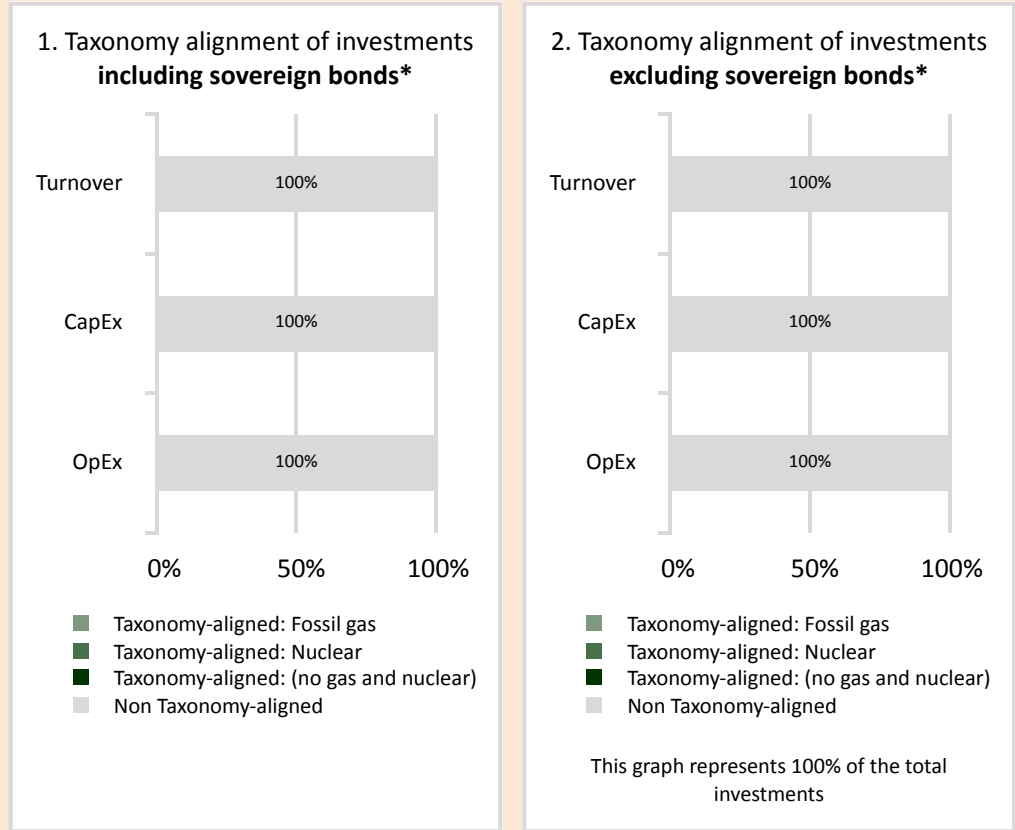 1. Taxonomy alignment of investments
including sovereign bonds*
Turnover
100%
CapEx
100%
OpEx
100%
0% 50% 100%
Taxonomy-aligned: Fossil gas
Taxonomy-aligned: Nuclear
Taxonomy-aligned: (no gas and nuclear)
Non Taxonomy-aligned
2. Taxonomy alignment of investments
excluding sovereign bonds*
Turnover
100%
CapEx
100%
OpEx
100%
0% 50% 100%
Taxonomy-aligned: Fossil gas
Taxonomy-aligned: Nuclear
Taxonomy-aligned: (no gas and nuclear)
Non Taxonomy-aligned
This graph represents 100% of the total
investments